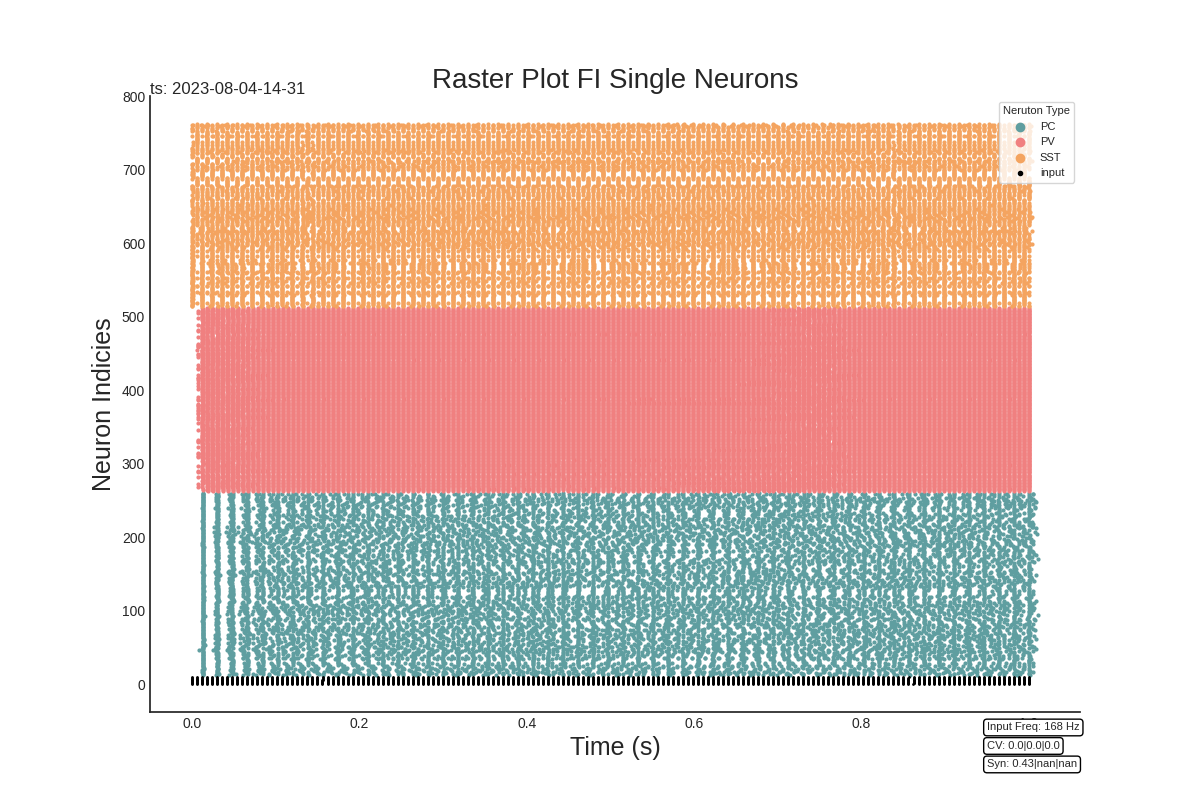 Raster Plot FI Single Neurons
ts: 2023-08-04-14-31
Neruton Type
PC
PV
SST
input
Neuron Indicies
800
700
600
500
400
300
200
100
0
0.0 0.2 0.4 0.6 0.8
Time (s)
Input Freq: 168 Hz
CV: 0.0|0.0|0.0
Syn: 0.43|nan|nan